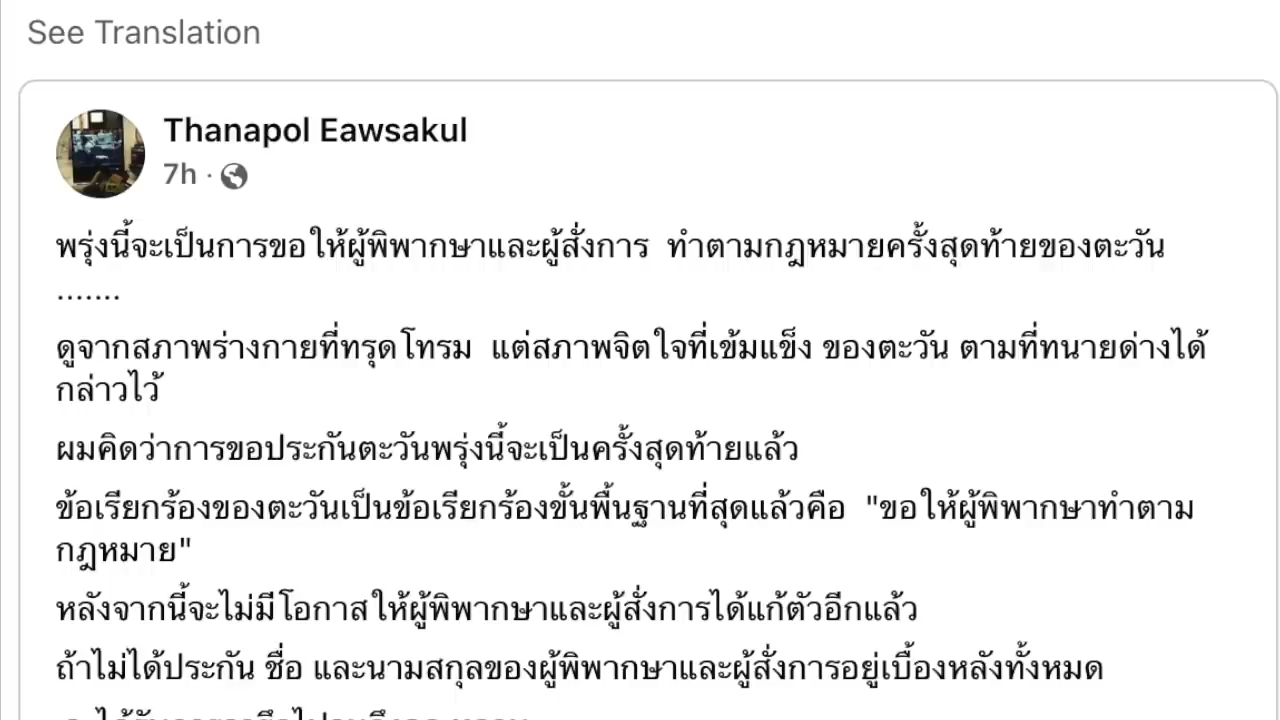 See Translation
Thanapol Eawsakul
7h ·
พรุ่งนี้จะเป็นการขอให้ผู้พิพากษาและผู้สั่งการ ทำตามกฎหมายครั้งสุดท้ายของตะวัน
.......
ดูจากสภาพร่างกายที่ทรุดโทรม แต่สภาพจิตใจที่เข้มแข็ง ของตะวัน ตามที่ทนายด่างได้
กล่าวไว้
ผมคิดว่าการขอประกันตะวันพรุ่งนี้จะเป็นครั้งสุดท้ายแล้ว
ข้อเรียกร้องของตะวันเป็นข้อเรียกร้องขั้นพื้นฐานที่สุดแล้วคือ "ขอให้ผู้พิพากษาทำตาม
กฎหมาย"
หลังจากนี้จะไม่มีโอกาสให้ผู้พิพากษาและผู้สั่งการได้แก้ตัวอีกแล้ว
ถ้าไม่ได้ประกัน ชื่อ และนามสกุลของผู้พิพากษาและผู้สั่งการอยู่เบื้องหลังทั้งหมด